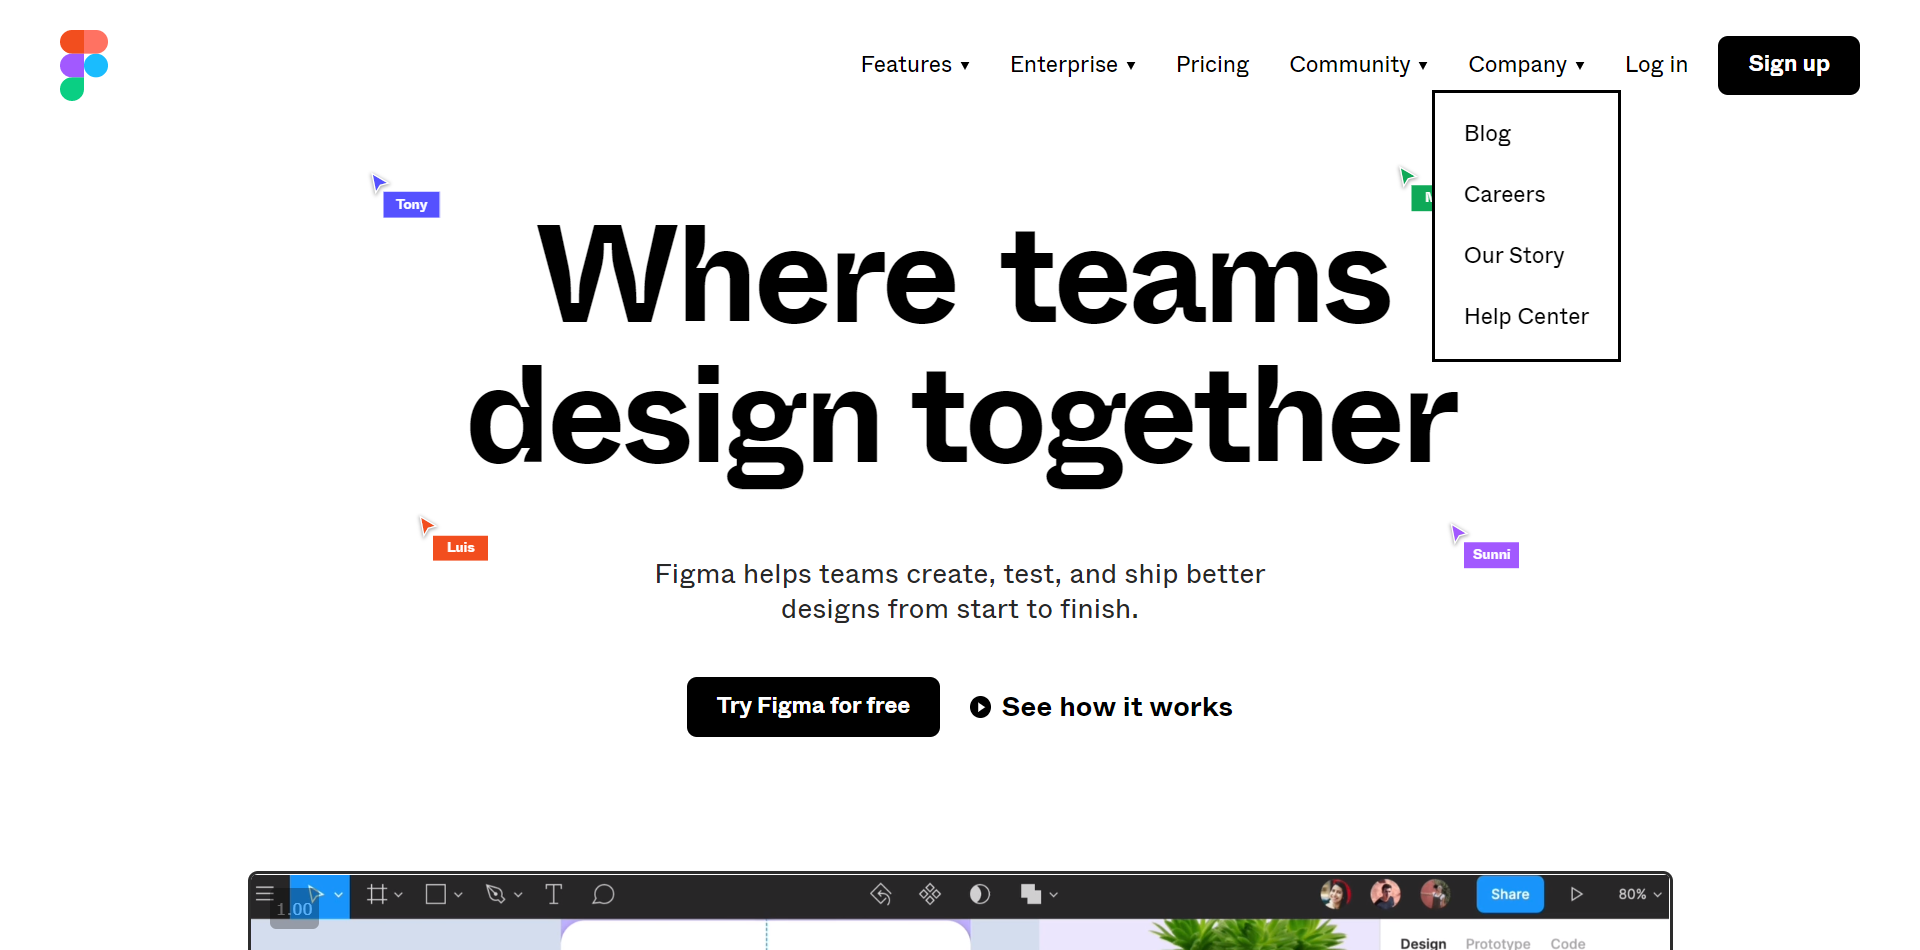 Features ▾ Enterprise ▾ Pricing Community ▾ Company ▾ Log in Sign up
Blog
Careers
Our Story
Help Center
Tony
Where teams
design together
Luis
Sunni
Figma helps teams create, test, and ship better
designs from start to finish.
Try Figma for free See how it works
1.00
Share 80%
Design Prototype Code